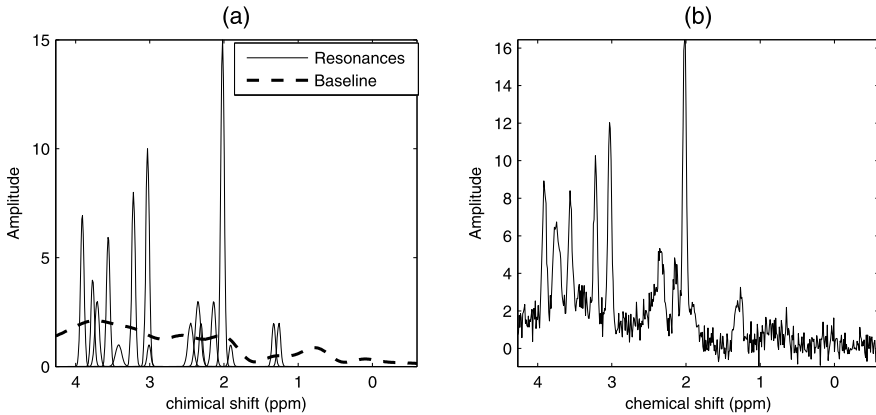 (a)
15
10
5
0
Amplitude
Resonances
Baseline
4 3 2 1 0
chimical shift (ppm)
(b)
16
14
12
10
8
6
4
2
0
Amplitude
4 3 2 1 0
chemical shift (ppm)